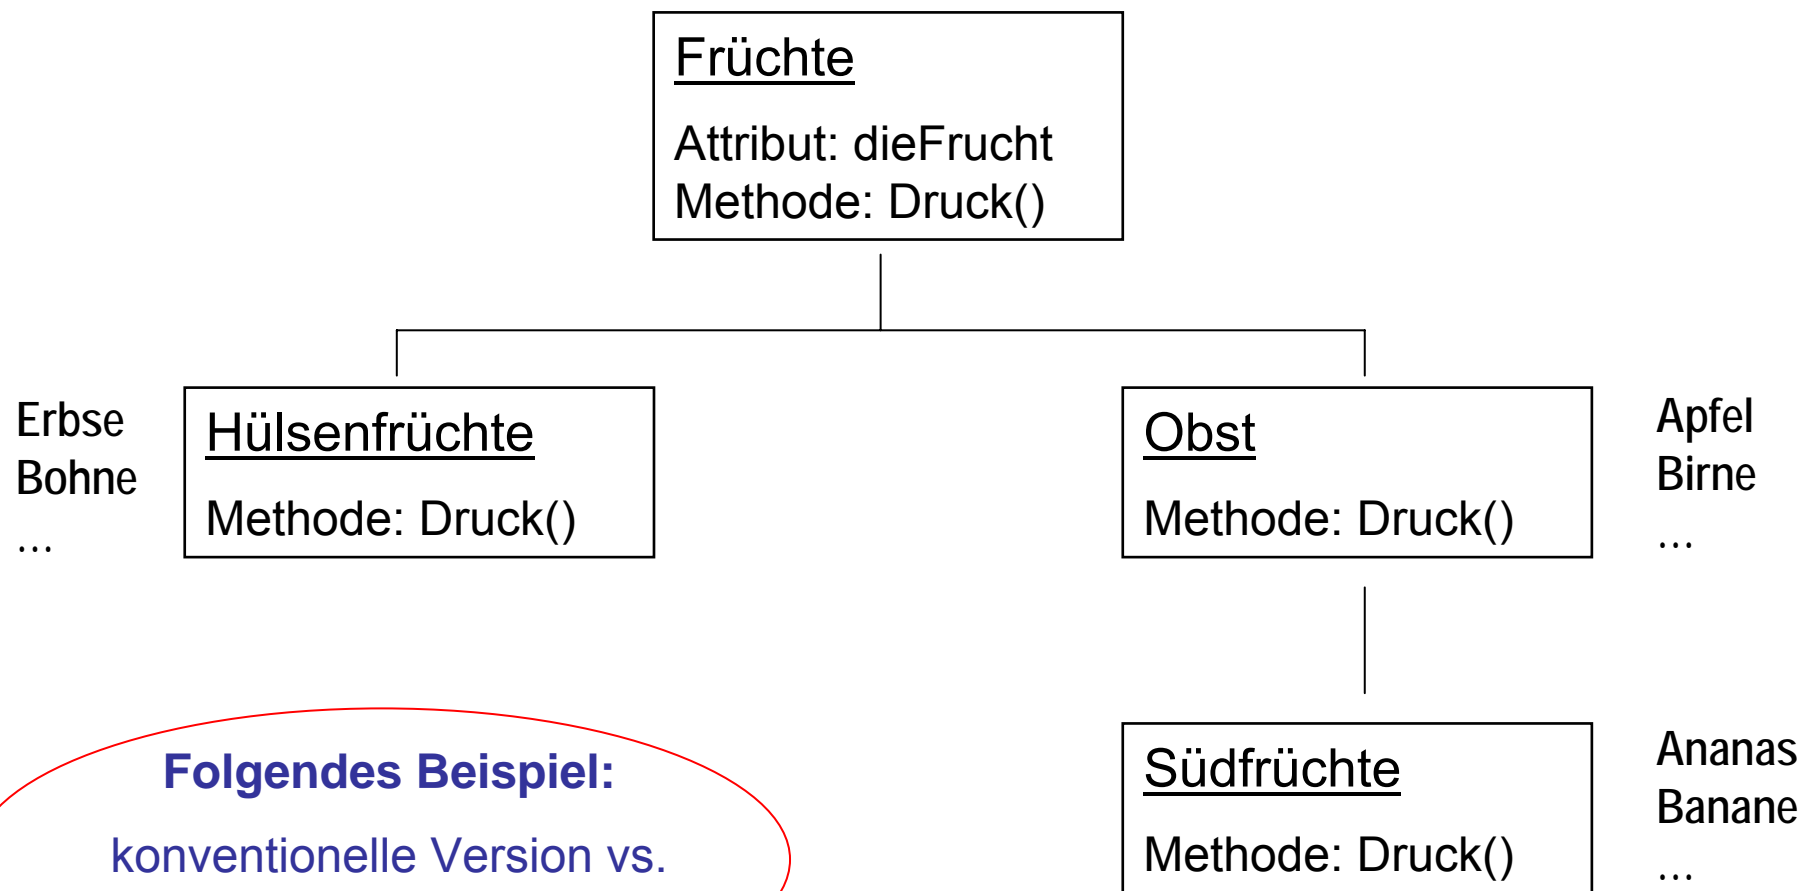 Früchte
Attribut: dieFrucht
Methode: Druck()
Erbse
Bohne
…
Hülsenfrüchte
Methode: Druck()
Obst
Methode: Druck()
Apfel
Birne
…
Folgendes Beispiel:
konventionelle Version vs.
Südfrüchte
Methode: Druck()
Ananas
Banane
…